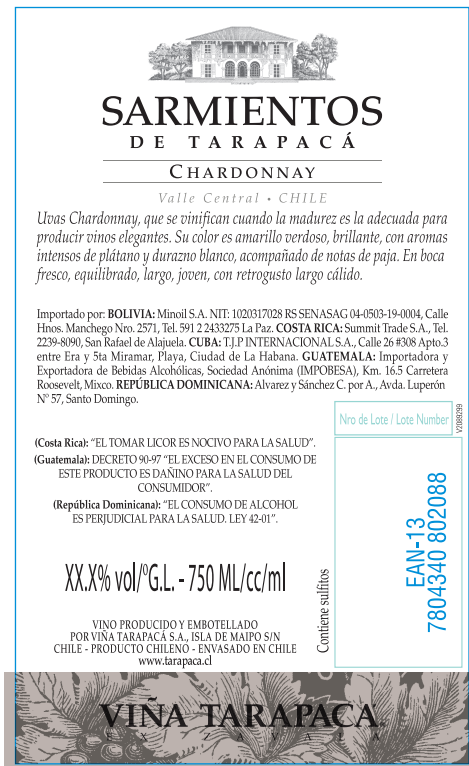 SARMIENTOS
DE TARAPACÁ
CHARDONNAY
Valle Central • CHILE
Uvas Chardonnay, que se vinifican cuando la madurez es la adecuada para
producir vinos elegantes. Su color es amarillo verdoso, brillante, con aromas
intensos de plátano y durazno blanco, acompañado de notas de paja. En boca
fresco, equilibrado, largo, joven, con retrogusto largo cálido.
Importado por: BOLIVIA: Minoil S.A. NIT: 1020317028 RS SENASAG 04-0503-19-0004, Calle
Hnos. Manchego Nro. 2571, Tel. 591 2 2433275 La Paz. COSTA RICA: Summit Trade S.A., Tel.
2239-8090, San Rafael de Alajuela. CUBA: T.J.P INTERNACIONAL S.A., Calle 26 #308 Apto.3
entre Era y 5ta Miramar, Playa, Ciudad de La Habana. GUATEMALA: Importadora y
Exportadora de Bebidas Alcohólicas, Sociedad Anónima (IMPOBESA), Km. 16.5 Carretera
Roosevelt, Mixco. REPÚBLICA DOMINICANA: Alvarez y Sánchez C. por A., Avda. Luperón
Nº 57, Santo Domingo.
Nro de Lote / Lote Number
V2089299
(Costa Rica): "EL TOMAR LICOR ES NOCIVO PARA LA SALUD".
(Guatemala): DECRETO 90-97 "EL EXCESO EN EL CONSUMO DE
ESTE PRODUCTO ES DAÑINO PARA LA SALUD DEL
CONSUMIDOR".
(República Dominicana): "EL CONSUMO DE ALCOHOL
ES PERJUDICIAL PARA LA SALUD. LEY 42-01".
EAN-13
7804340 802088
XX.X% vol/ºG.L. - 750 ML/cc/ml
Contiene sulfitos
VINO PRODUCIDO Y EMBOTELLADO
POR VIÑA TARAPACÁ S.A., ISLA DE MAIPO S/N
CHILE - PRODUCTO CHILENO - ENVASADO EN CHILE
www.tarapaca.cl
VIÑA TARAPACA
EX ZAVALA